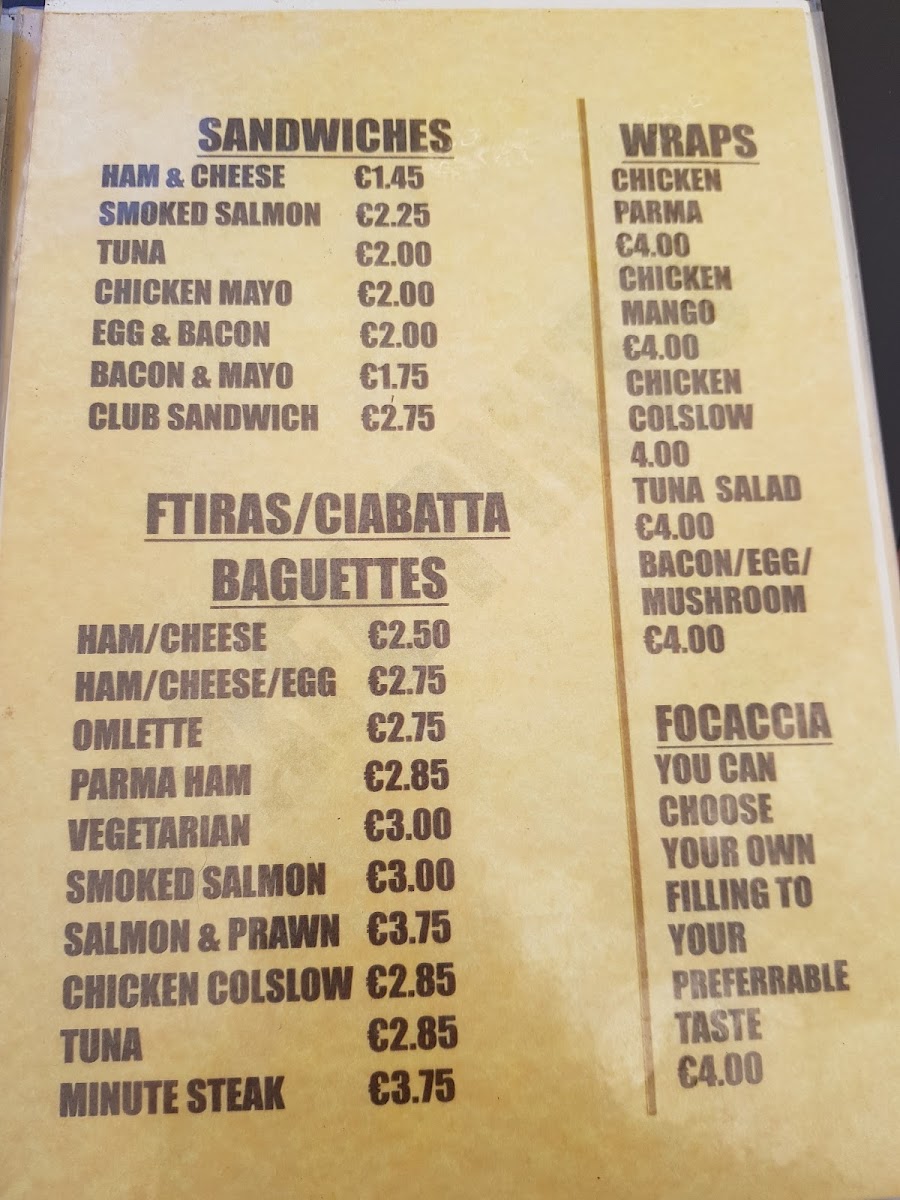 SANDWICHES
HAM & CHEESE €1.45
SMOKED SALMON €2.25
TUNA €2.00
CHICKEN MAYO €2.00
EGG & BACON €2.00
BACON & MAYO €1.75
CLUB SANDWICH €2.75
FTIRAS/CIABATTA
BAGUETTES
HAM/CHEESE €2.50
HAM/CHEESE/EGG €2.75
OMLETTE €2.75
PARMA HAM €2.85
VEGETARIAN €3.00
SMOKED SALMON €3.00
SALMON & PRAWN €3.75
CHICKEN COLSLOW €2.85
TUNA €2.85
MINUTE STEAK €3.75
WRAPS
CHICKEN
PARMA
€4.00
CHICKEN
MANGO
€4.00
CHICKEN
COLSLOW
4.00
TUNA SALAD
€4.00
BACON/EGG/
MUSHROOM
€4.00
FOCACCIA
YOU CAN
CHOOSE
YOUR OWN
FILLING TO
YOUR
PREFERRABLE
TASTE
€4.00